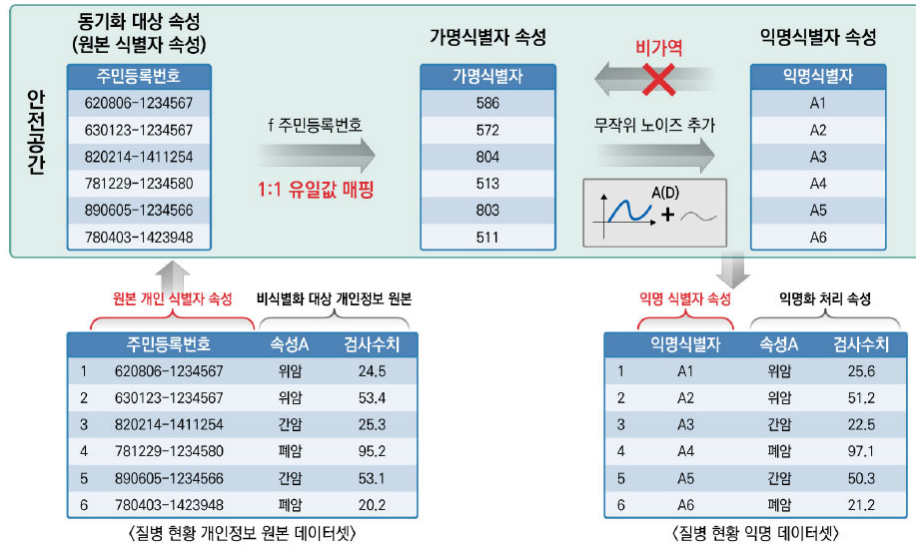 동기화 대상 속성
(원본 식별자 속성)
가명식별자 속성
익명식별자 속성
비가역
안전공간
주민등록번호
620806-1234567
630123-1234567
820214-1411254
781229-1234580
890605-1234566
780403-1423948
f 주민등록번호
1:1 유일값 매핑
가명식별자
586
572
804
513
803
511
무작위 노이즈 추가
A(D)
+
익명식별자
A1
A2
A3
A4
A5
A6
원본 개인 식별자 속성 비식별화 대상 개인정보 원본
주민등록번호 속성A 검사수치
1 620806-1234567 위암 24.5
2 630123-1234567 위암 53.4
3 820214-1411254 간암 25.3
4 781229-1234580 폐암 95.2
5 890605-1234566 간암 53.1
6 780403-1423948 폐암 20.2
〈질병 현황 개인정보 원본 데이터셋〉
익명 식별자 속성 익명화 처리 속성
익명식별자 속성A 검사수치
1 A1 위암 25.6
2 A2 위암 51.2
3 A3 간암 22.5
4 A4 폐암 97.1
5 A5 간암 50.3
6 A6 폐암 21.2
〈질병 현황 익명 데이터셋〉